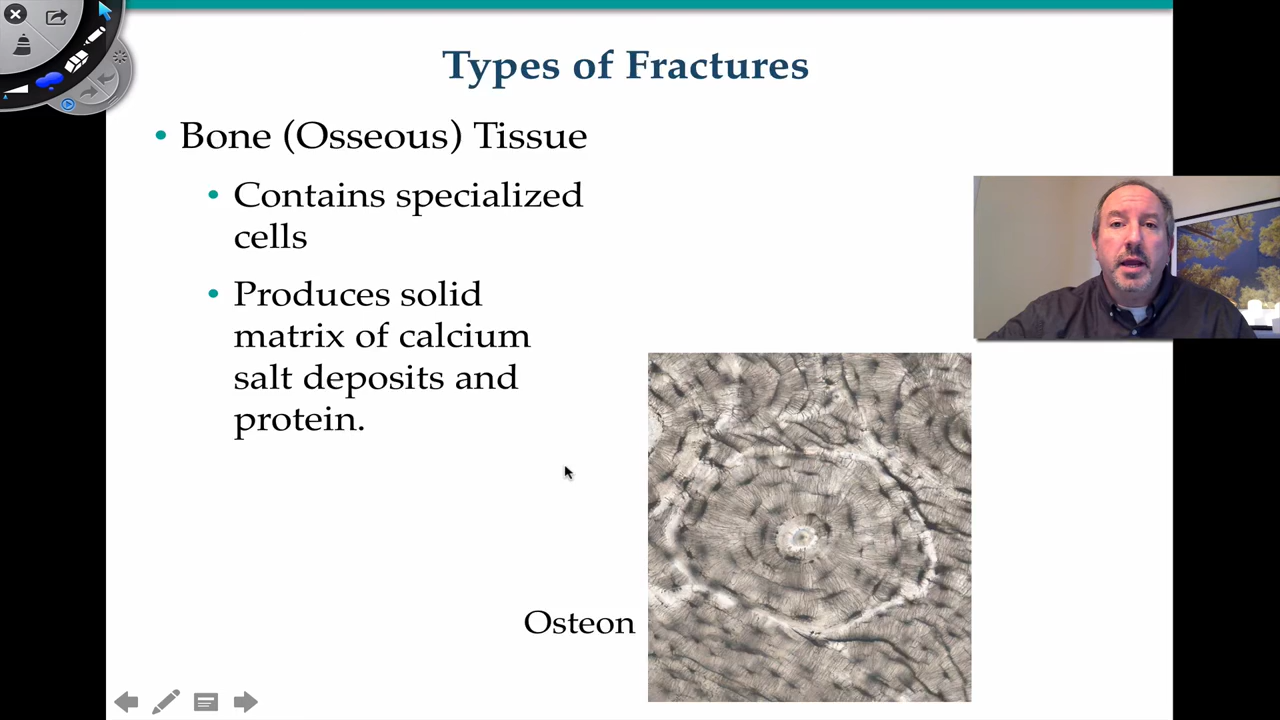 Types of Fractures
• Bone (Osseous) Tissue
• Contains specialized
cells
• Produces solid
matrix of calcium
salt deposits and
protein.
Osteon